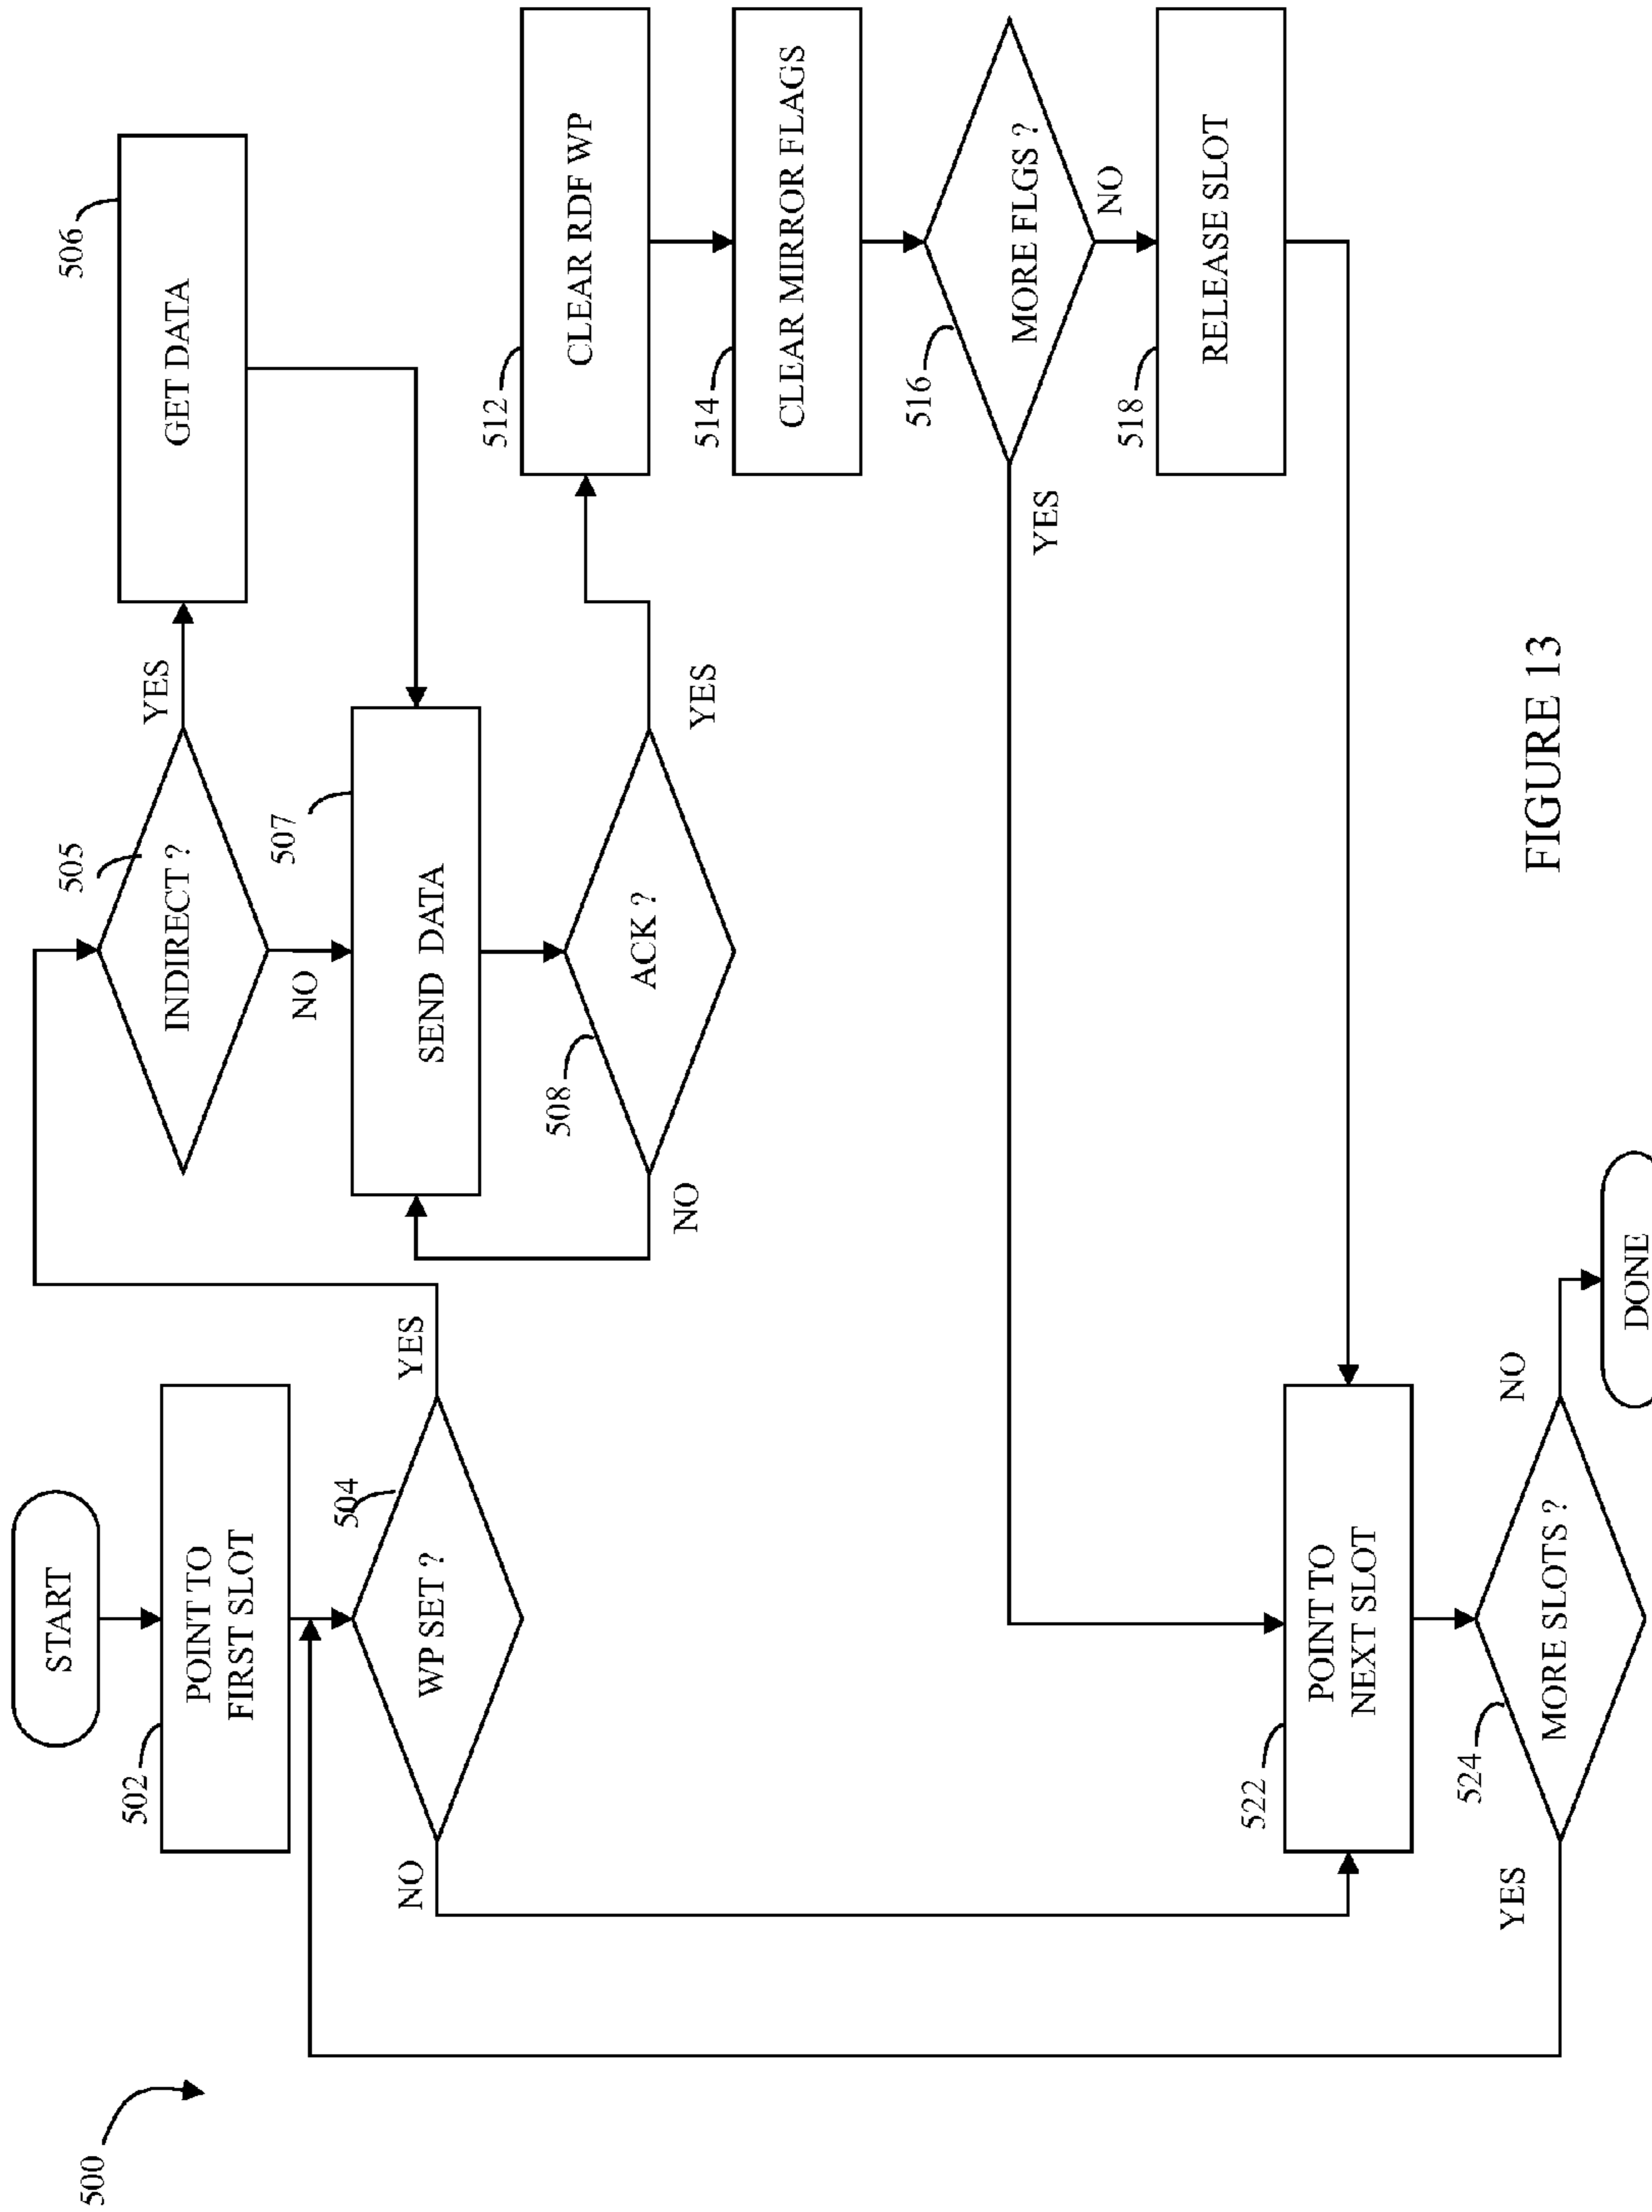 500
START
502
POINT TO
FIRST SLOT
504
WP SET ?
YES
NO
505
INDIRECT ?
YES
NO
506
GET DATA
507
SEND DATA
508
ACK ?
YES
NO
512
CLEAR RDF WP
514
CLEAR MIRROR FLAGS
516
MORE FLGS ?
YES
NO
518
RELEASE SLOT
522
POINT TO
NEXT SLOT
524
MORE SLOTS ?
YES
NO
DONE
FIGURE 13